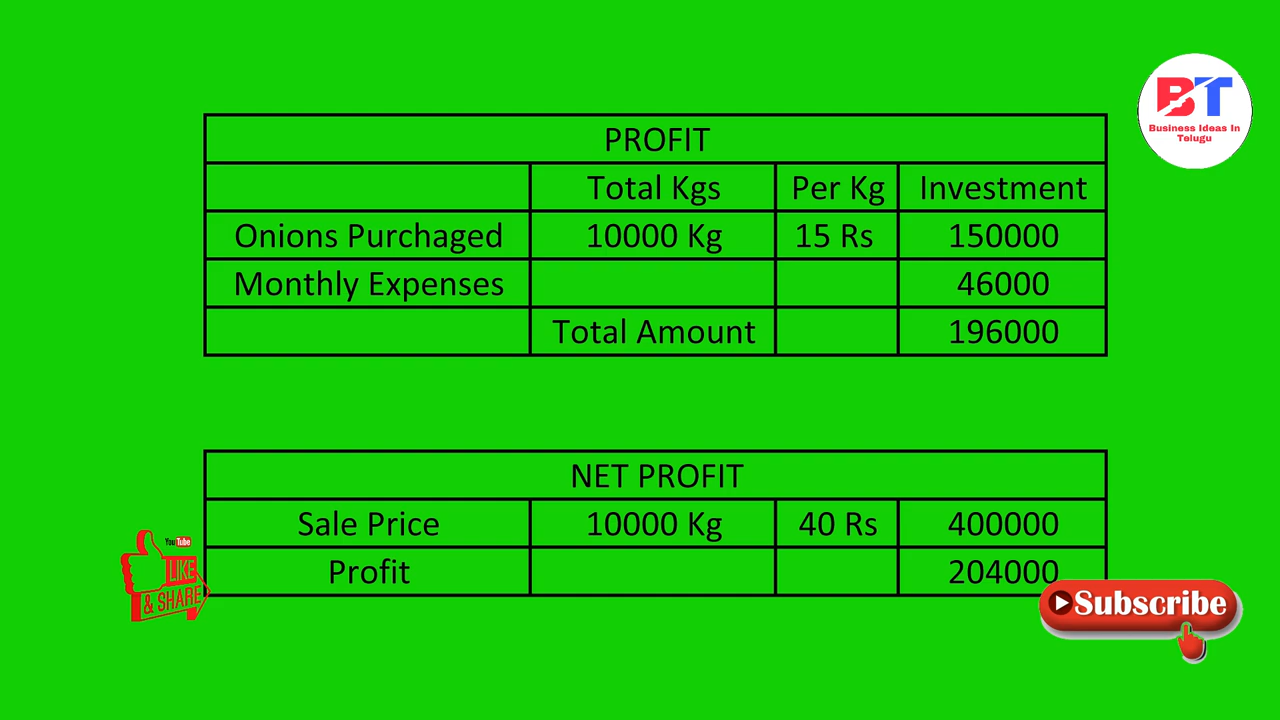 BT
Business Ideas In
Telugu
PROFIT
Total Kgs Per Kg Investment
Onions Purchaged 10000 Kg 15 Rs 150000
Monthly Expenses 46000
Total Amount 196000
NET PROFIT
Sale Price 10000 Kg 40 Rs 400000
Profit 204000
YouTube
LIKE
& SHARE
Subscribe